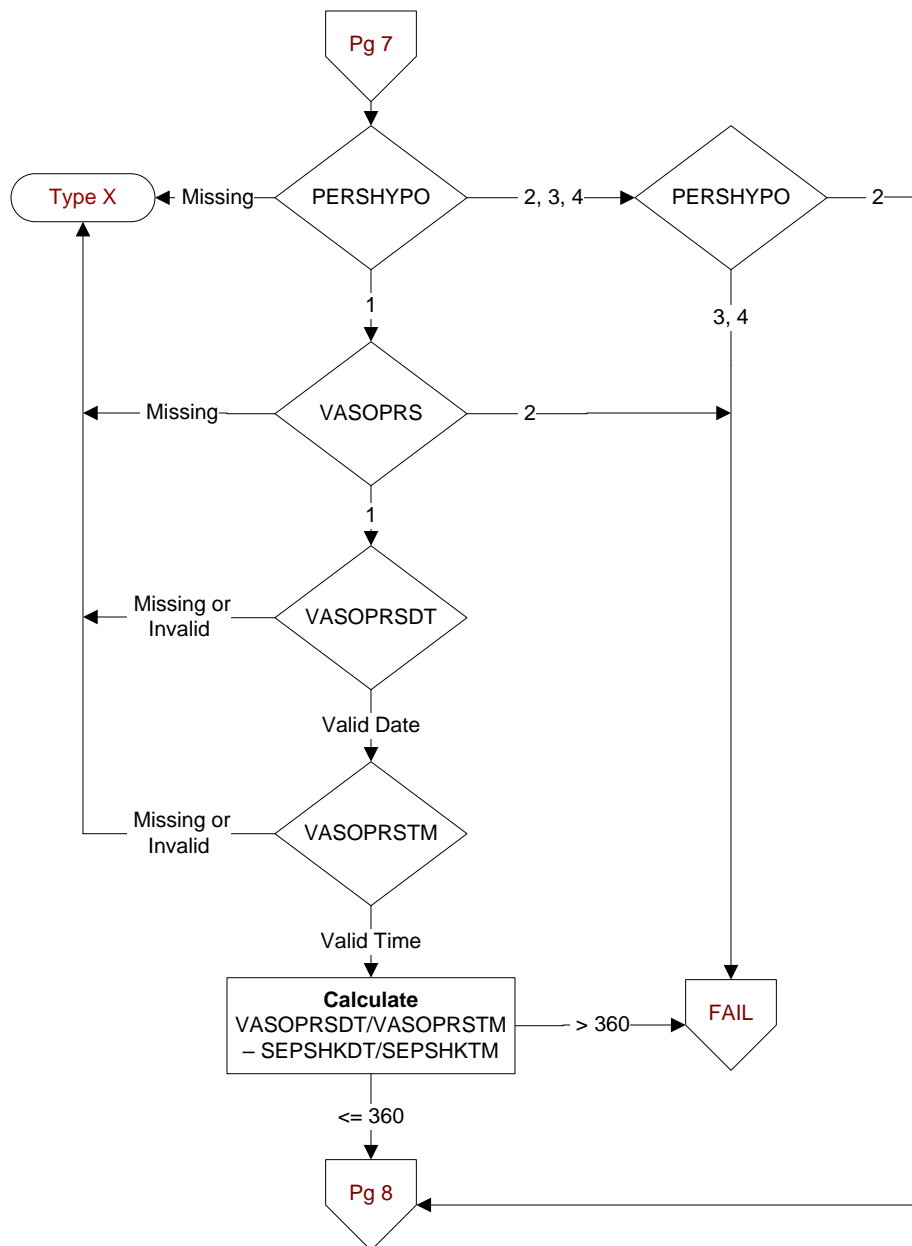 Pg 7
Type X
Missing
PERSHYPO
2, 3, 4
PERSHYPO
2
1
3, 4
Missing
VASOPRS
2
1
Missing or
Invalid
VASOPRSDT
Valid Date
Missing or
Invalid
VASOPRSTM
Valid Time
Calculate
VASOPRSDT/VASOPRSTM
– SEPSHKDT/SEPSHKTM
> 360
FAIL
<= 360
Pg 8